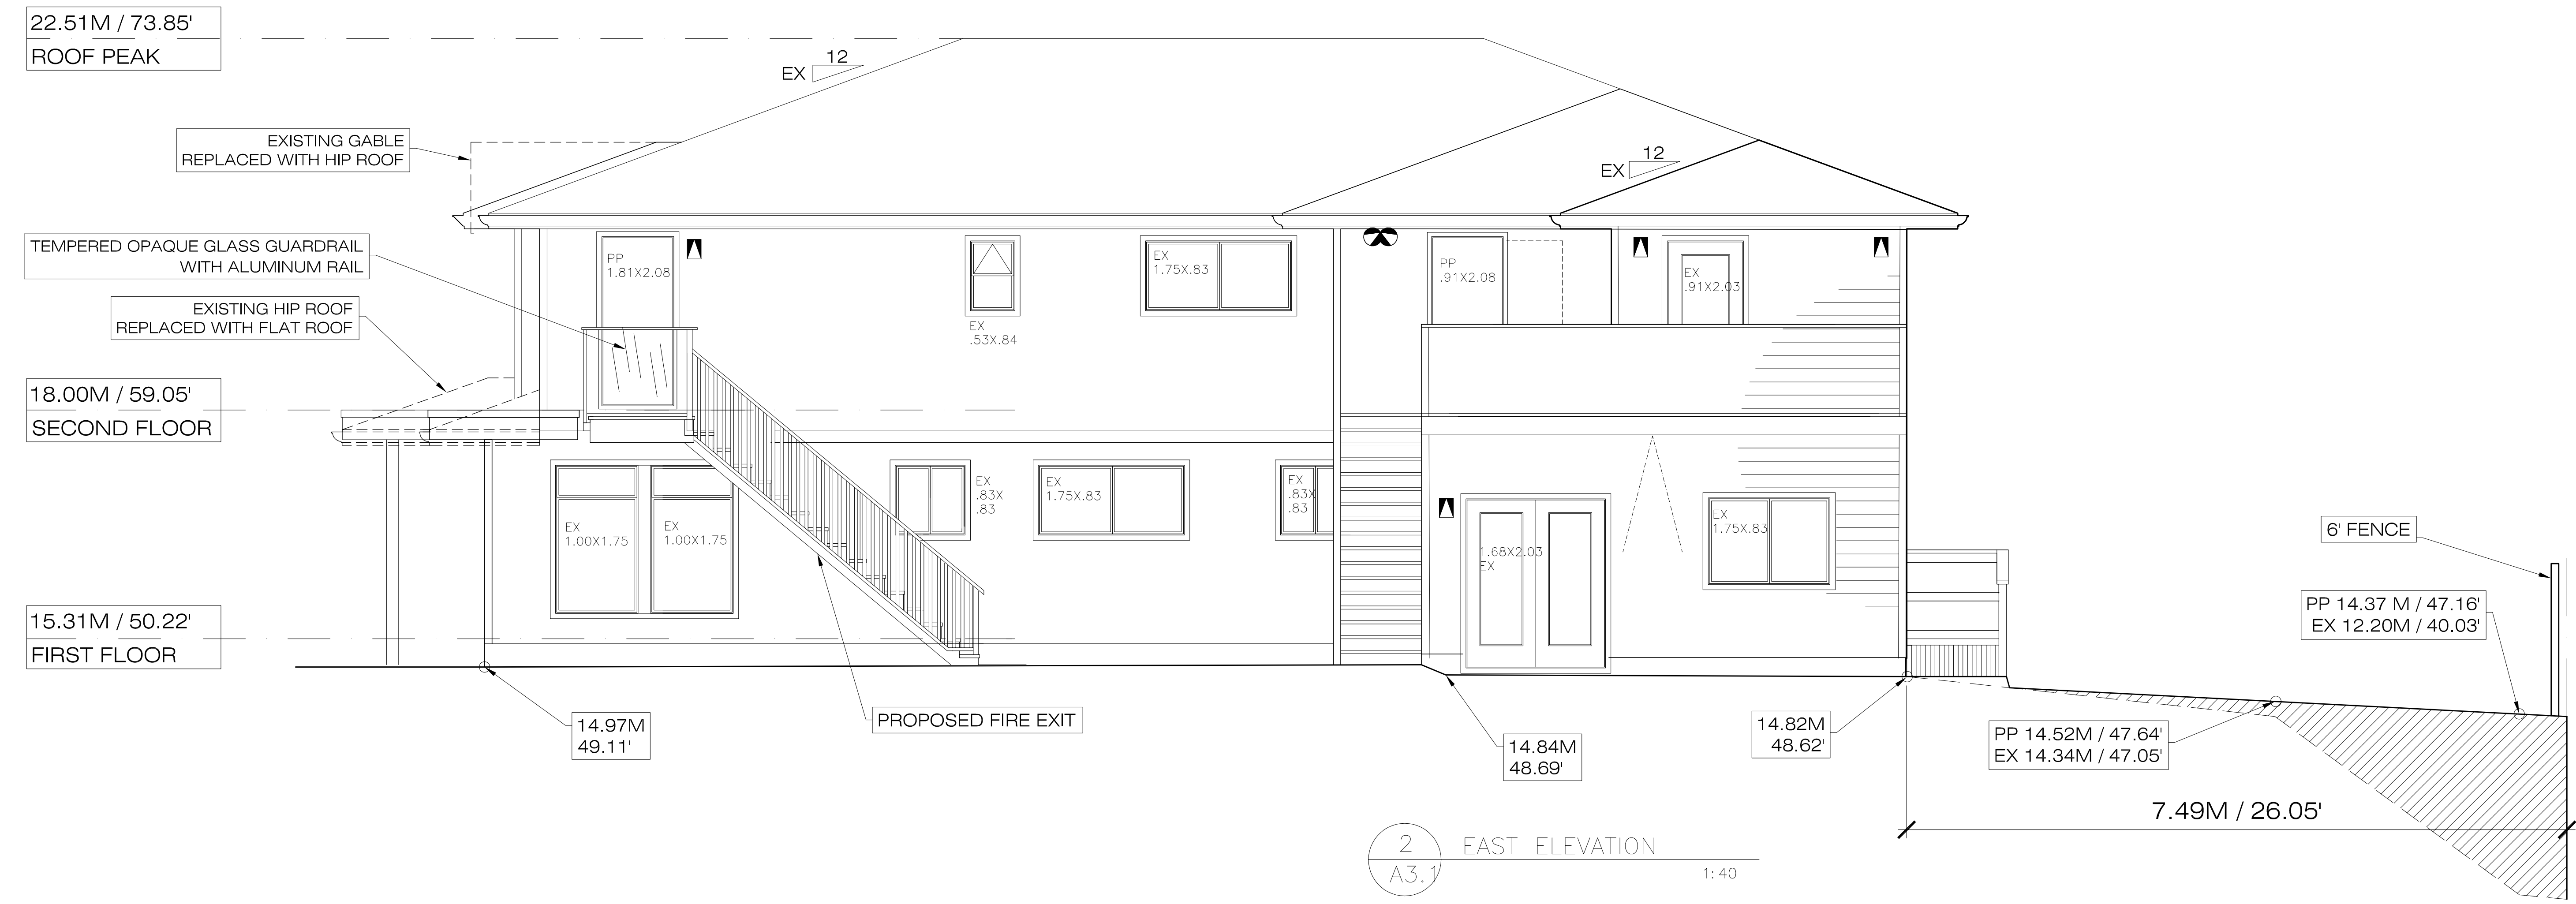 22.51M / 73.85'
ROOF PEAK
12
EX
EXISTING GABLE
REPLACED WITH HIP ROOF
12
EX
TEMPERED OPAQUE GLASS GUARDRAIL
WITH ALUMINUM RAIL
PP
1.81X2.08
EX
.53X.84
EX
1.75X.83
PP
.91X2.08
EX
.91X2.03
EXISTING HIP ROOF
REPLACED WITH FLAT ROOF
18.00M / 59.05'
SECOND FLOOR
EX
1.00X1.75
EX
1.00X1.75
EX
.83X
.83
EX
1.75X.83
EX
.83X
.83
1.68X2.03
EX
EX
1.75X.83
6' FENCE
15.31M / 50.22'
FIRST FLOOR
PP 14.37 M / 47.16'
EX 12.20M / 40.03'
14.97M
49.11'
PROPOSED FIRE EXIT
14.84M
48.69'
14.82M
48.62'
PP 14.52M / 47.64'
EX 14.34M / 47.05'
7.49M / 26.05'
2
A3.1
EAST ELEVATION
1:40